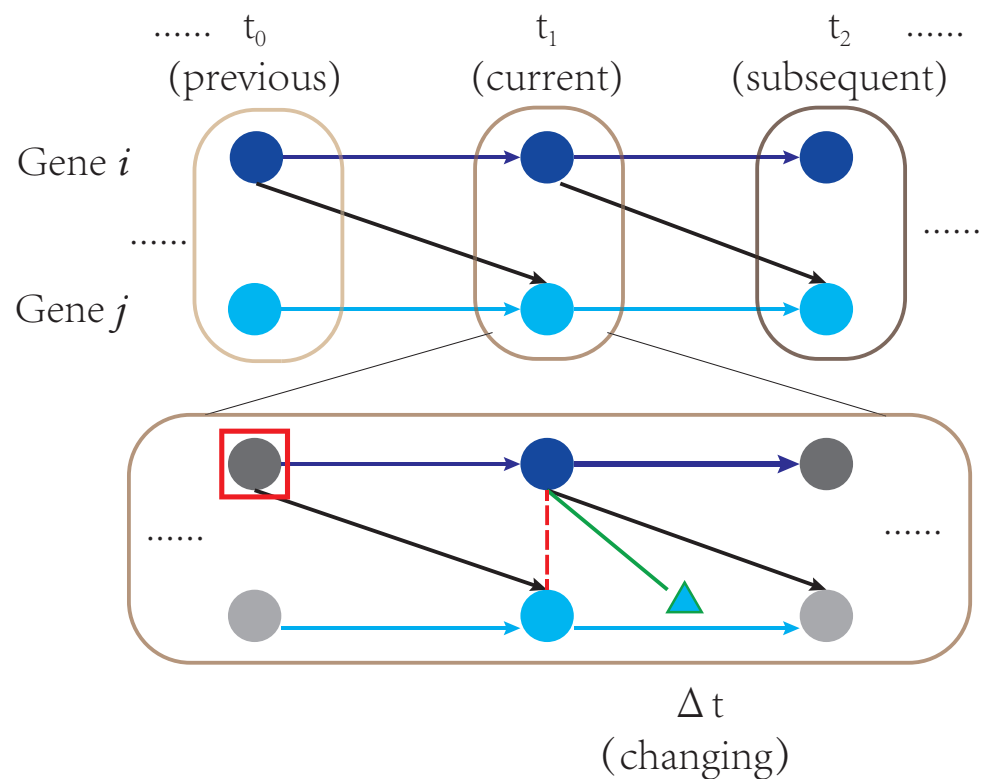 ...... t₀ t₁ t₂ ......
(previous) (current) (subsequent)
Gene i
...... ......
Gene j
...... ......
Δ t
(changing)